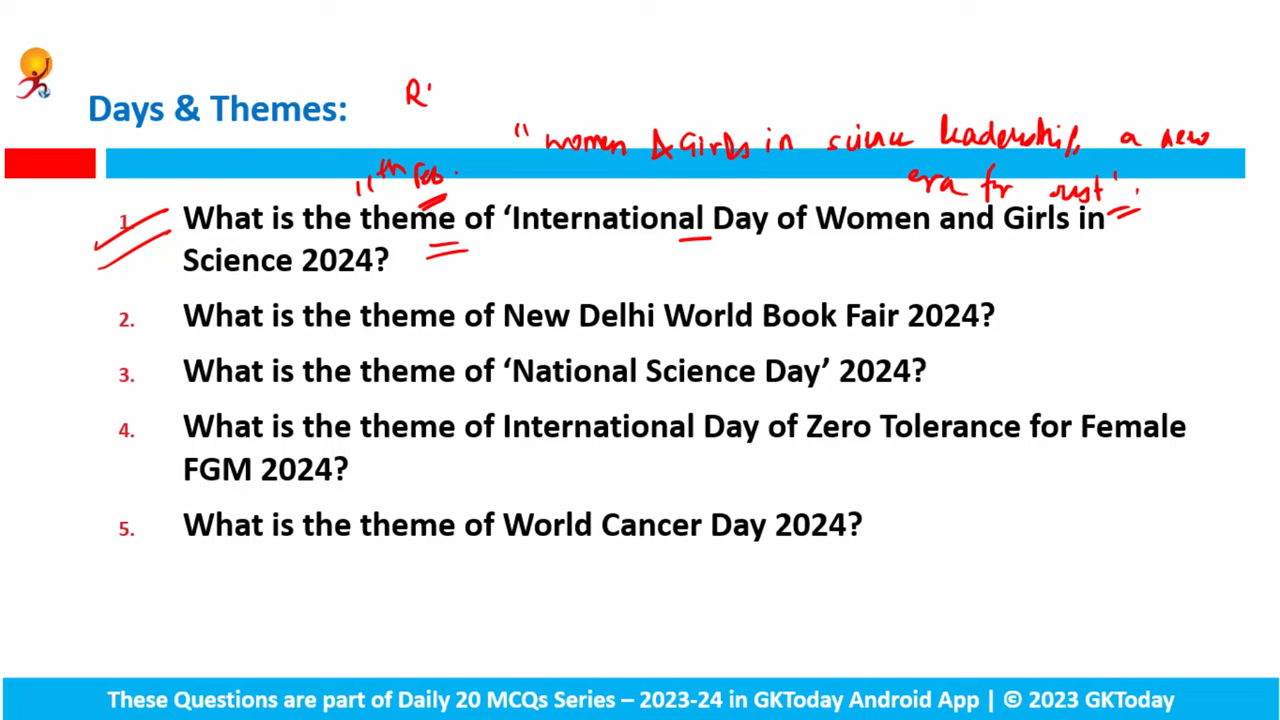 R'
Days & Themes:
"women & Girls in science leadership, a new
era for
11th Feb.
1. What is the theme of ‘International Day of Women and Girls in
Science 2024?
2. What is the theme of New Delhi World Book Fair 2024?
3. What is the theme of ‘National Science Day’ 2024?
4. What is the theme of International Day of Zero Tolerance for Female
FGM 2024?
5. What is the theme of World Cancer Day 2024?
These Questions are part of Daily 20 MCQs Series – 2023-24 in GKToday Android App | © 2023 GKToday